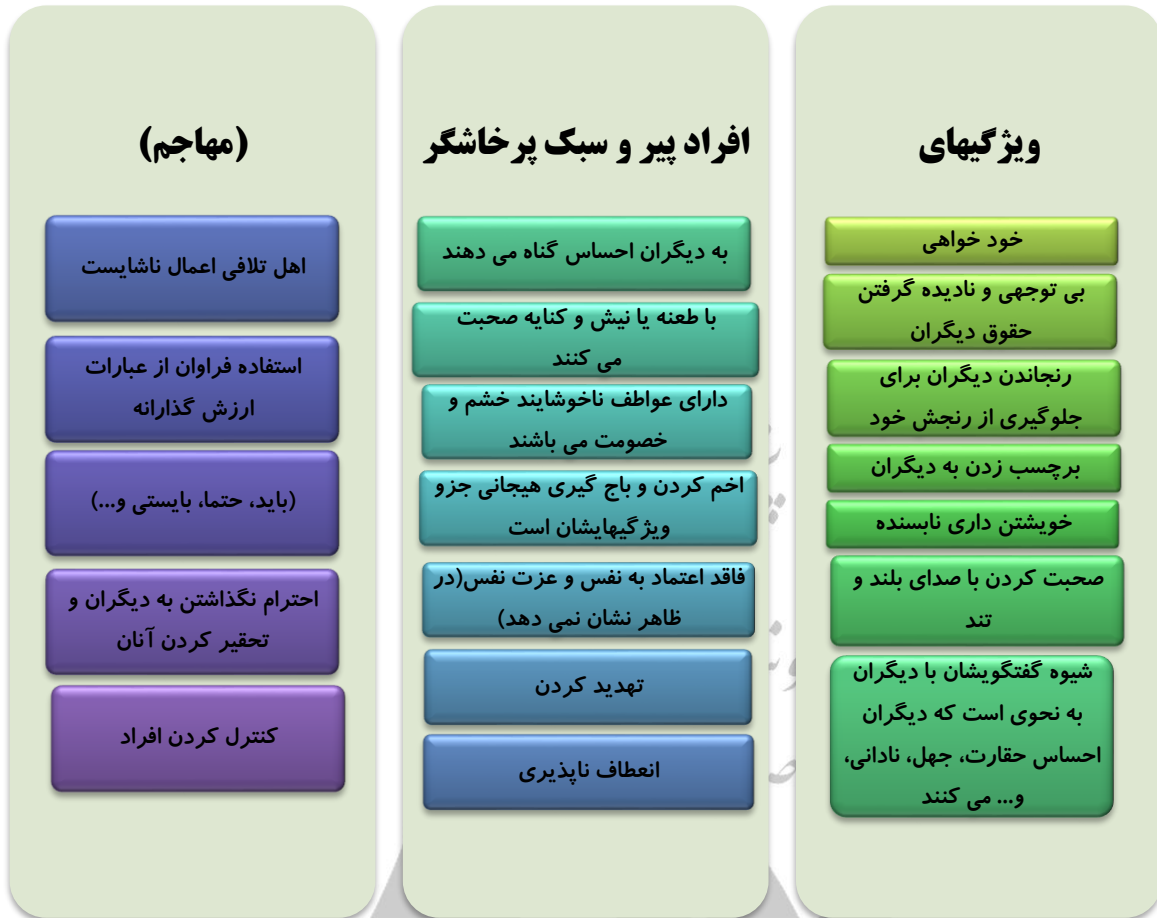 ویژگیهای
خود خواهی
بی توجهی و نادیده گرفتن
حقوق دیگران
رنجاندن دیگران برای
جلوگیری از رنجش خود
برچسب زدن به دیگران
خویشتن داری نابسنده
صحبت کردن با صدای بلند و
تند
شیوه گفتگویشان با دیگران
به نحوی است که دیگران
احساس حقارت، جهل، نادانی،
و... می کنند
افراد پیر و سبک پرخاشگر
به دیگران احساس گناه می دهند
با طعنه یا نیش و کنایه صحبت
می کنند
دارای عواطف ناخوشایند خشم و
خصومت می باشند
اخم کردن و باج گیری هیجانی جزو
ویژگیهایشان است
فاقد اعتماد به نفس و عزت نفس(در
ظاهر نشان نمی دهد)
تهدید کردن
انعطاف ناپذیری
(مهاجم)
اهل تلافی اعمال ناشایست
استفاده فراوان از عبارات
ارزش گذارانه
(باید، حتما، بایستی و...)
احترام نگذاشتن به دیگران و
تحقیر کردن آنان
کنترل کردن افراد